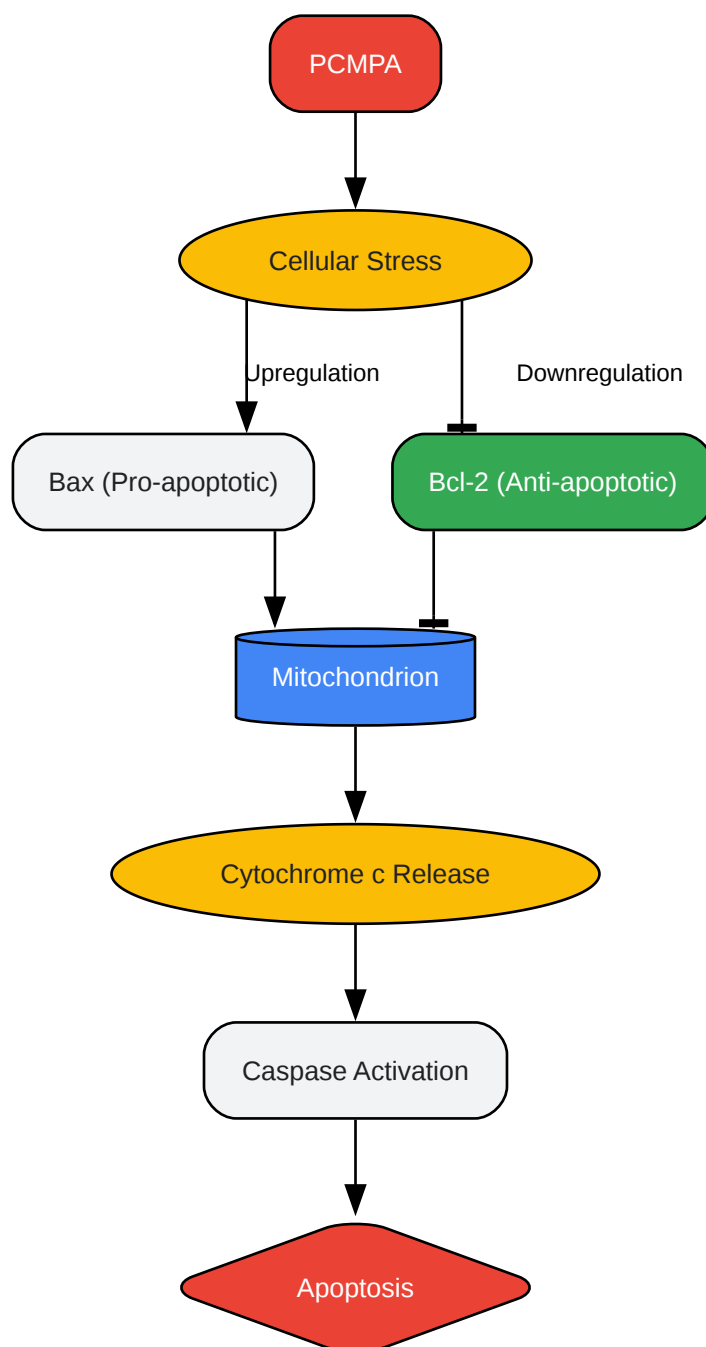 PCMPA
Cellular Stress
Upregulation
Downregulation
Bax (Pro-apoptotic)
Bcl-2 (Anti-apoptotic)
Mitochondrion
Cytochrome c Release
Caspase Activation
Apoptosis